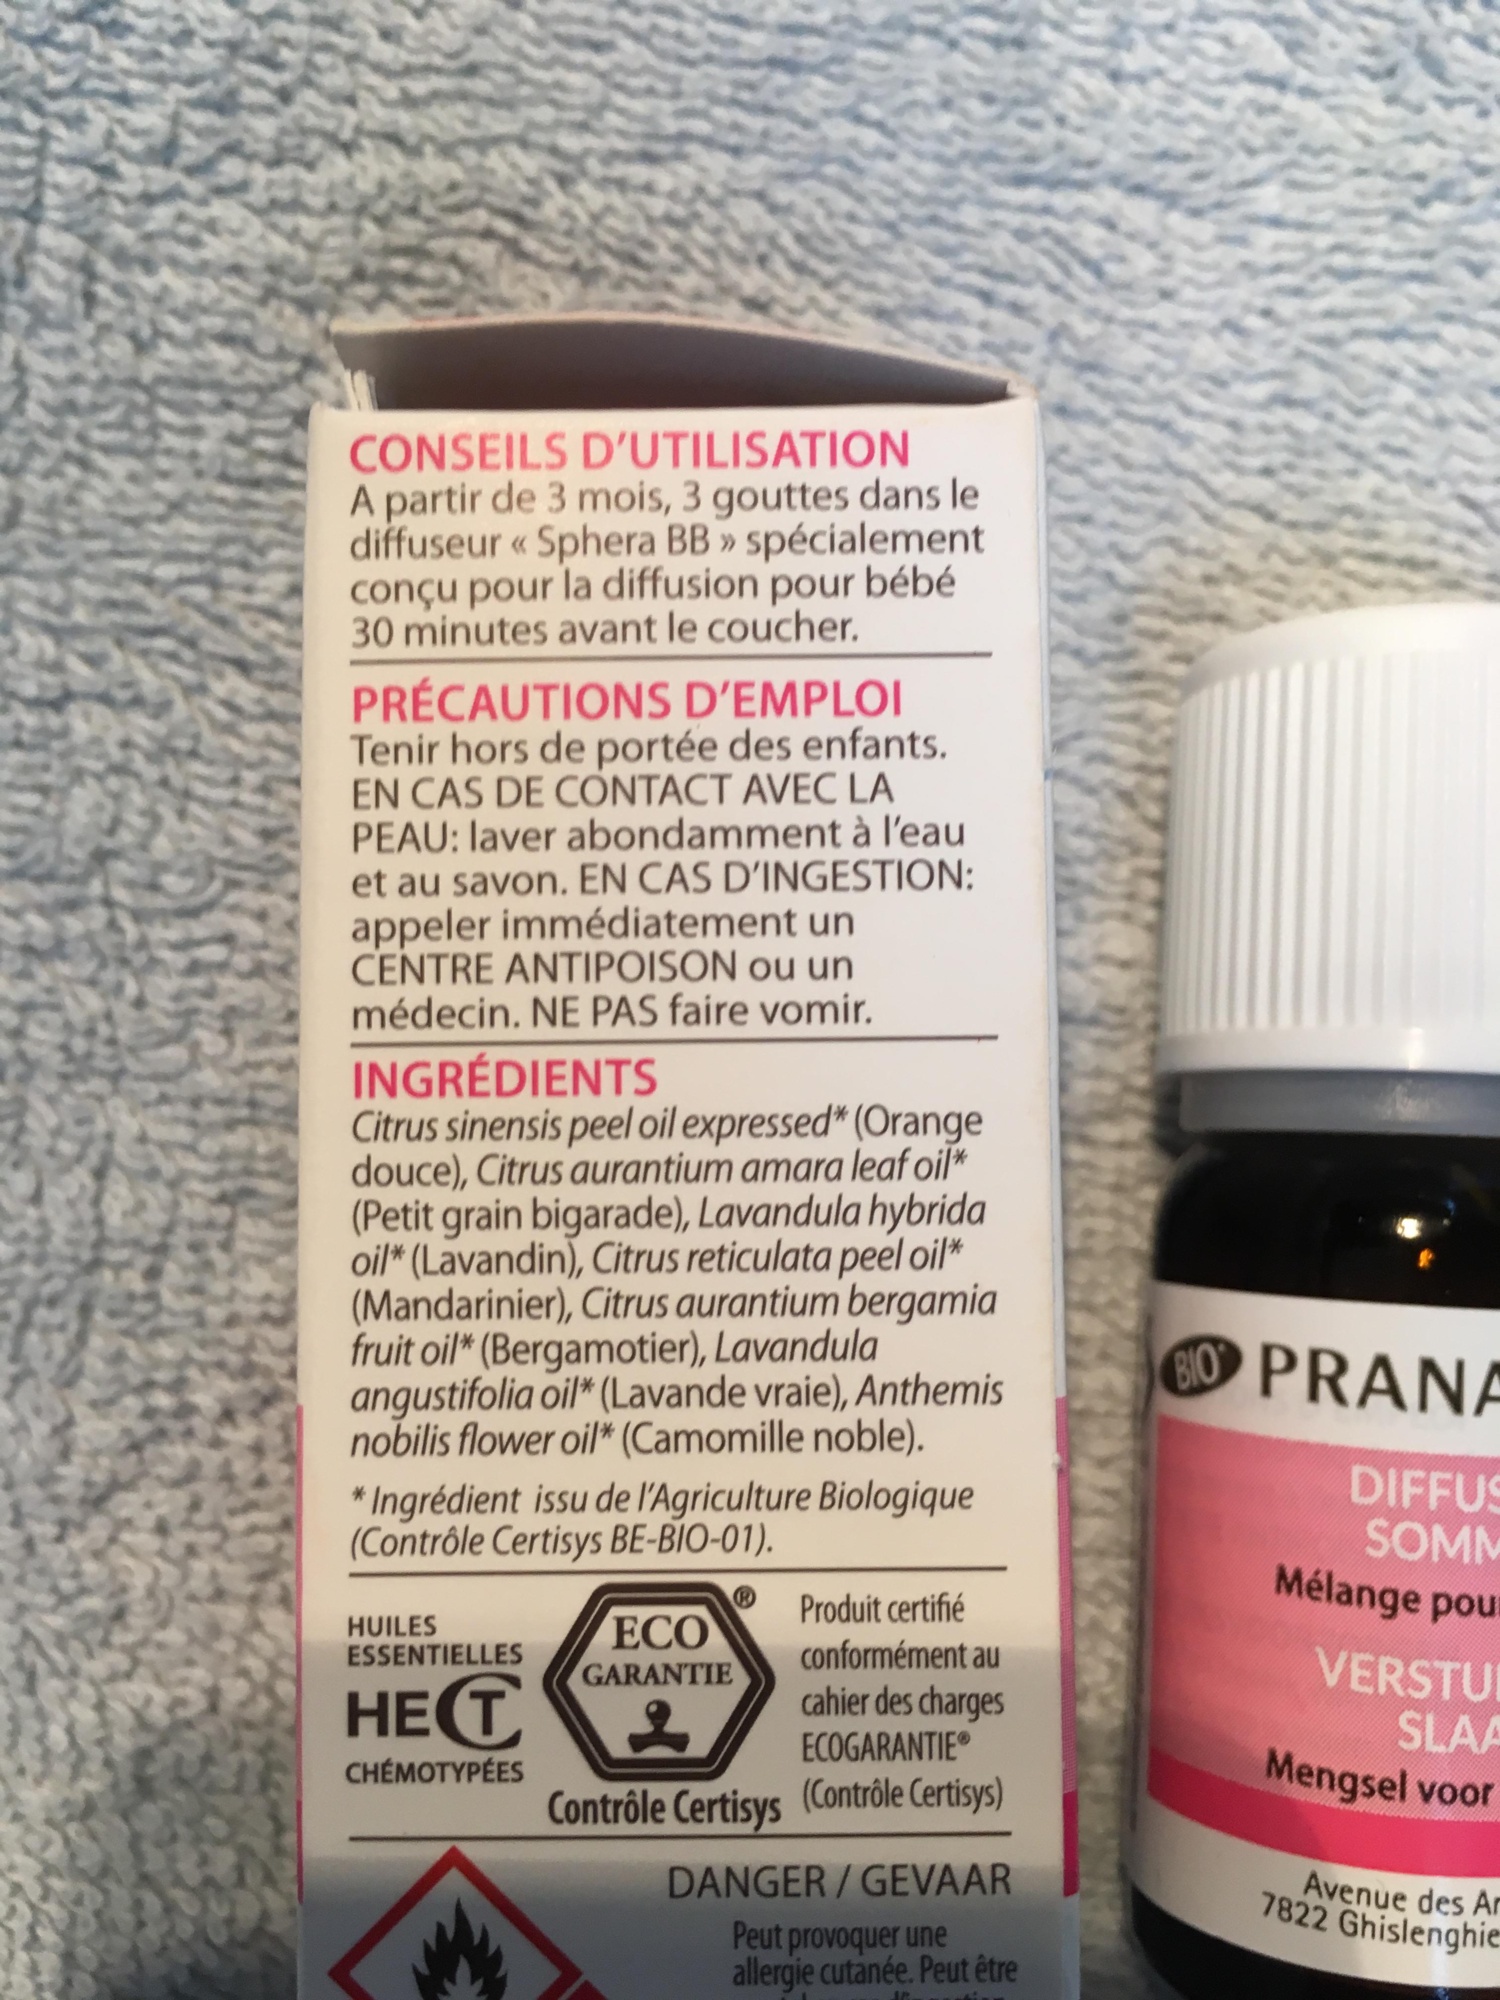 CONSEILS D'UTILISATION
A partir de 3 mois, 3 gouttes dans le
diffuseur « Sphera BB » spécialement
conçu pour la diffusion pour bébé
30 minutes avant le coucher.
PRÉCAUTIONS D'EMPLOI
Tenir hors de portée des enfants.
EN CAS DE CONTACT AVEC LA
PEAU: laver abondamment à l'eau
et au savon. EN CAS D'INGESTION:
appeler immédiatement un
CENTRE ANTIPOISON ou un
médecin. NE PAS faire vomir.
INGRÉDIENTS
Citrus sinensis peel oil expressed* (Orange
douce), Citrus aurantium amara leaf oil*
(Petit grain bigarade), Lavandula hybrida
oil* (Lavandin), Citrus reticulata peel oil*
(Mandarinier), Citrus aurantium bergamia
fruit oil* (Bergamotier), Lavandula
angustifolia oil* (Lavande vraie), Anthemis
nobilis flower oil* (Camomille noble).
* Ingrédient issu de l'Agriculture Biologique
(Contrôle Certisys BE-BIO-01).
HUILES
ESSENTIELLES
HECT
CHÉMOTYPÉES
ECO
GARANTIE
®
Contrôle Certisys
Produit certifié
conformément au
cahier des charges
ECOGARANTIE®
(Contrôle Certisys)
DANGER / GEVAAR
Peut provoquer une
allergie cutanée. Peut être
BIO PRANA
DIFFUS
SOMM
Mélange pou
VERSTU
SLAA
Mengsel voor
Avenue des Ar
7822 Ghislenghie